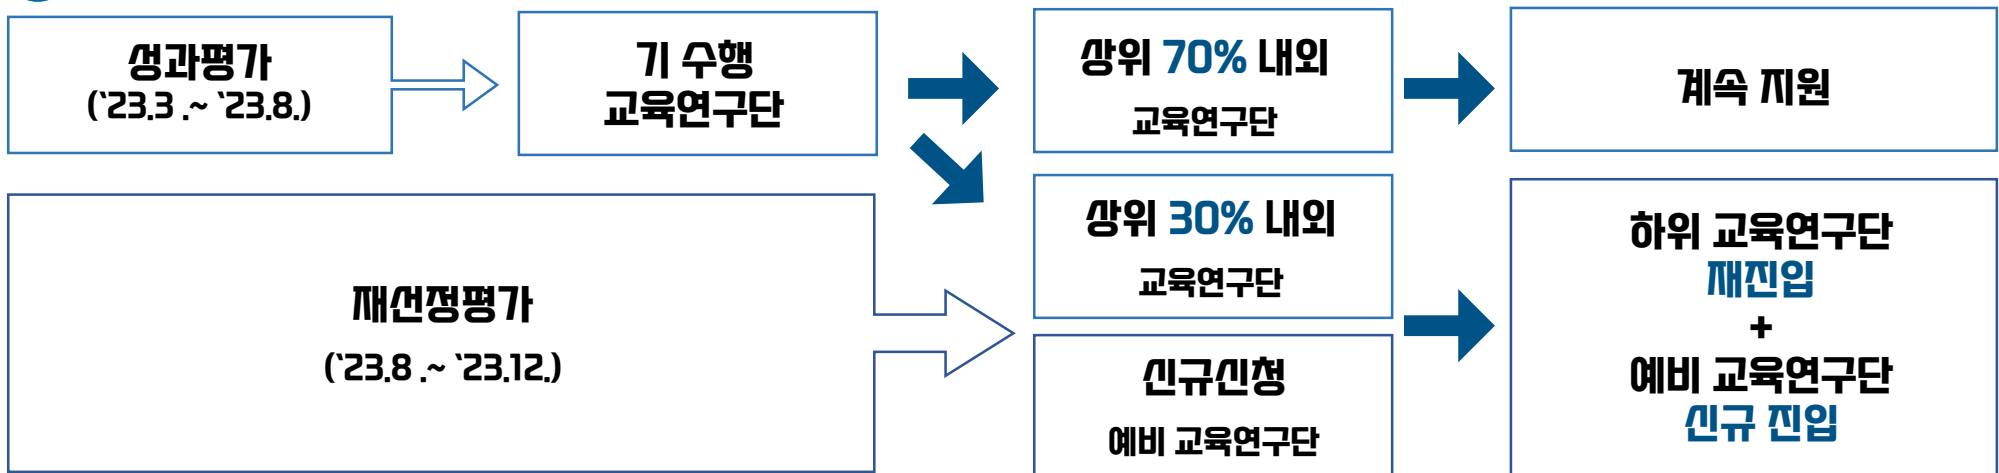 성과평가
(‘23.3 .~ ‘23.8.)
기 수행
교육연구단
상위 70% 내외
교육연구단
계속 지원
재선정평가
(‘23.8 .~ ‘23.12.)
상위 30% 내외
교육연구단
신규신청
예비 교육연구단
하위 교육연구단
재진입
+
예비 교육연구단
신규 진입